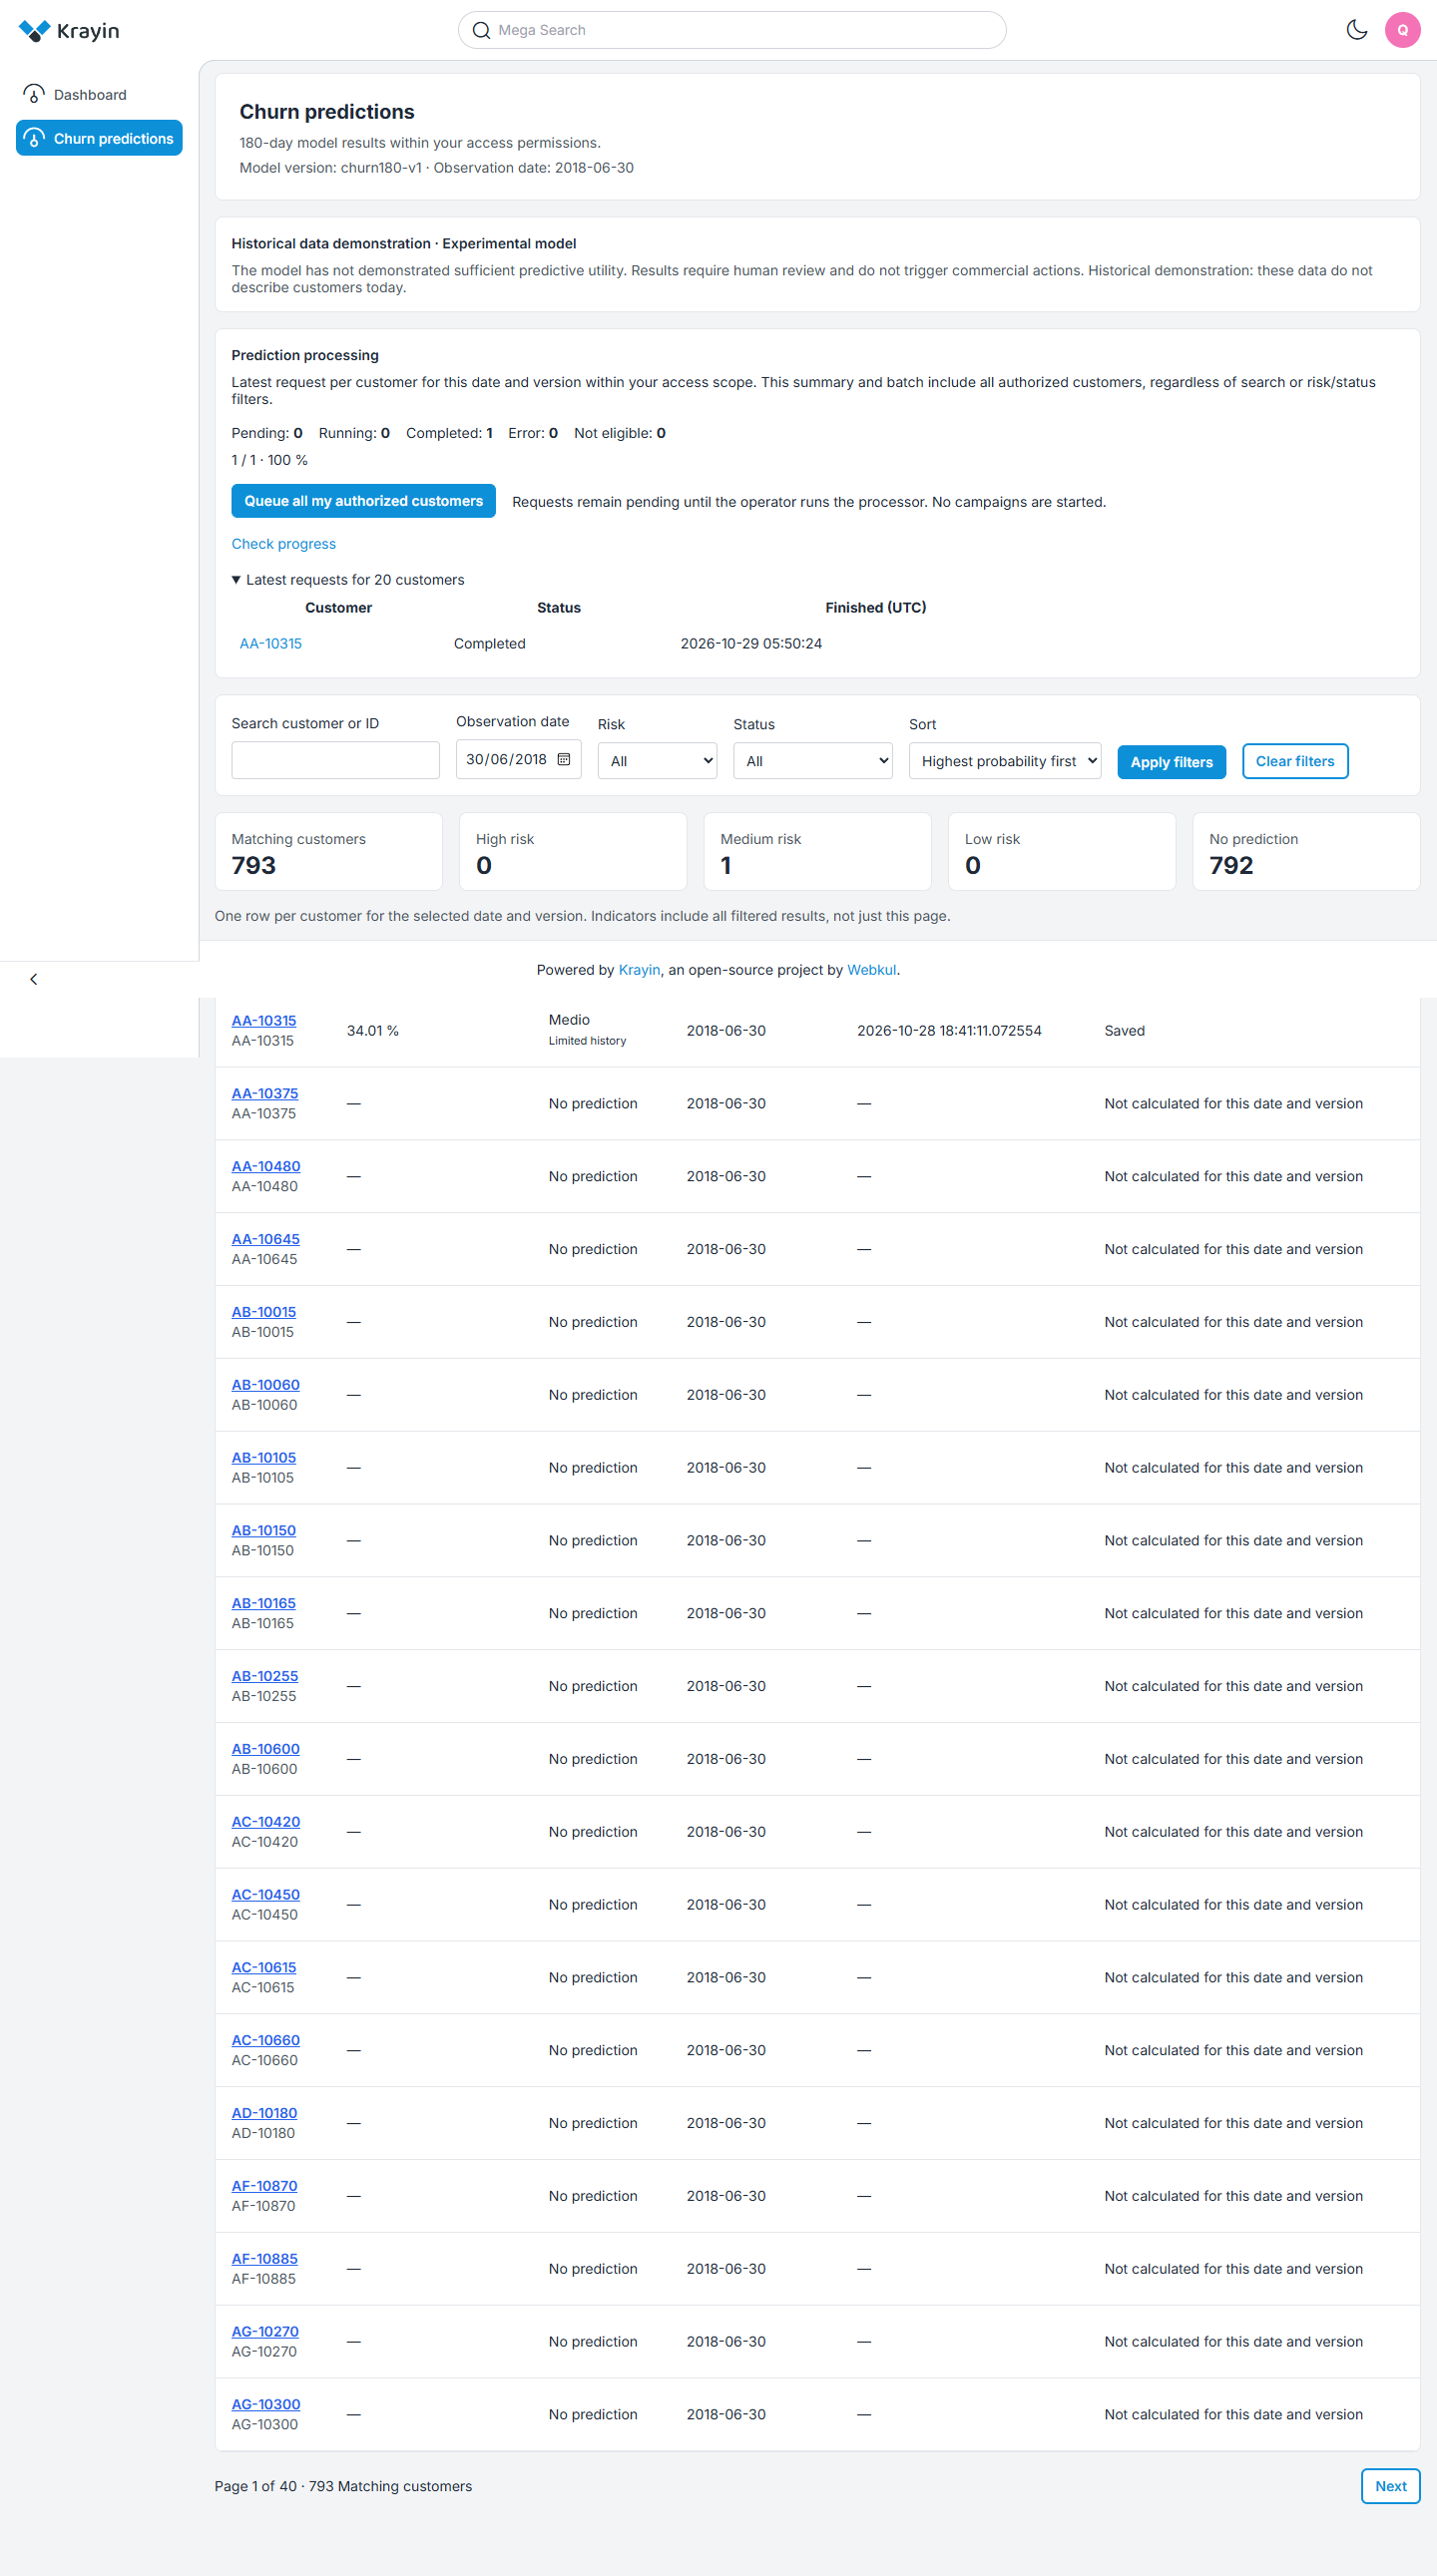 Krayin
Mega Search
Q
Dashboard
Churn predictions
Churn predictions
180-day model results within your access permissions.
Model version: churn180-v1 · Observation date: 2018-06-30
Historical data demonstration · Experimental model
The model has not demonstrated sufficient predictive utility. Results require human review and do not trigger commercial actions. Historical demonstration: these data do not
describe customers today.
Prediction processing
Latest request per customer for this date and version within your access scope. This summary and batch include all authorized customers, regardless of search or risk/status
filters.
Pending: 0 Running: 0 Completed: 1 Error: 0 Not eligible: 0
1 / 1 · 100 %
Queue all my authorized customers Requests remain pending until the operator runs the processor. No campaigns are started.
Check progress
▼ Latest requests for 20 customers
Customer Status Finished (UTC)
AA-10315 Completed 2026-10-29 05:50:24
Search customer or ID Observation date Risk Status Sort
30/06/2018 All All Highest probability first Apply filters Clear filters
Matching customers High risk Medium risk Low risk No prediction
793 0 1 0 792
One row per customer for the selected date and version. Indicators include all filtered results, not just this page.
Powered by Krayin, an open-source project by Webkul.
AA-10315 34.01 % Medio 2018-06-30 2026-10-28 18:41:11.072554 Saved
AA-10315 Limited history
AA-10375 — No prediction 2018-06-30 — Not calculated for this date and version
AA-10375
AA-10480 — No prediction 2018-06-30 — Not calculated for this date and version
AA-10480
AA-10645 — No prediction 2018-06-30 — Not calculated for this date and version
AA-10645
AB-10015 — No prediction 2018-06-30 — Not calculated for this date and version
AB-10015
AB-10060 — No prediction 2018-06-30 — Not calculated for this date and version
AB-10060
AB-10105 — No prediction 2018-06-30 — Not calculated for this date and version
AB-10105
AB-10150 — No prediction 2018-06-30 — Not calculated for this date and version
AB-10150
AB-10165 — No prediction 2018-06-30 — Not calculated for this date and version
AB-10165
AB-10255 — No prediction 2018-06-30 — Not calculated for this date and version
AB-10255
AB-10600 — No prediction 2018-06-30 — Not calculated for this date and version
AB-10600
AC-10420 — No prediction 2018-06-30 — Not calculated for this date and version
AC-10420
AC-10450 — No prediction 2018-06-30 — Not calculated for this date and version
AC-10450
AC-10615 — No prediction 2018-06-30 — Not calculated for this date and version
AC-10615
AC-10660 — No prediction 2018-06-30 — Not calculated for this date and version
AC-10660
AD-10180 — No prediction 2018-06-30 — Not calculated for this date and version
AD-10180
AF-10870 — No prediction 2018-06-30 — Not calculated for this date and version
AF-10870
AF-10885 — No prediction 2018-06-30 — Not calculated for this date and version
AF-10885
AG-10270 — No prediction 2018-06-30 — Not calculated for this date and version
AG-10270
AG-10300 — No prediction 2018-06-30 — Not calculated for this date and version
AG-10300
Page 1 of 40 · 793 Matching customers Next